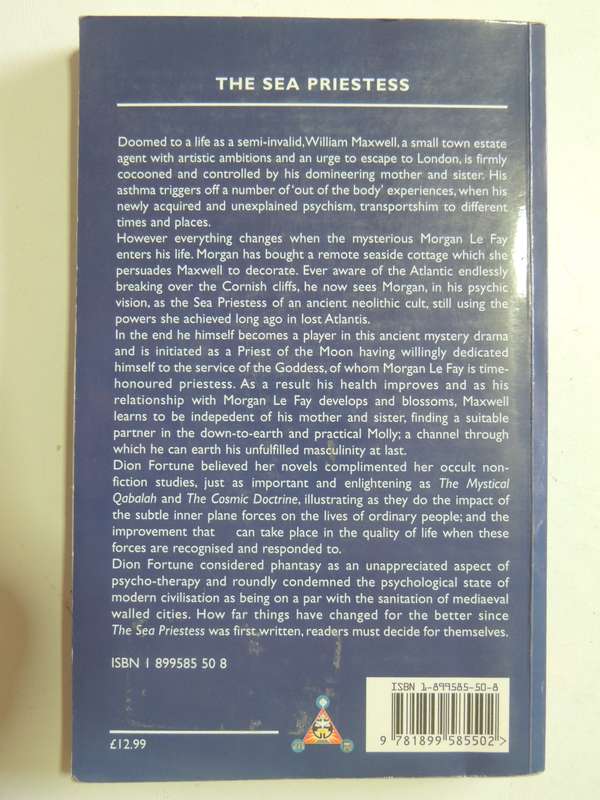 THE SEA PRIESTESS
Doomed to a life as a semi-invalid, William Maxwell, a small town estate
agent with artistic ambitions and an urge to escape to London, is firmly
cocooned and controlled by his domineering mother and sister. His
asthma triggers off a number of 'out of the body' experiences, when his
newly acquired and unexplained psychism, transportshim to different
times and places.
However everything changes when the mysterious Morgan Le Fay
enters his life. Morgan has bought a remote seaside cottage which she
persuades Maxwell to decorate. Ever aware of the Atlantic endlessly
breaking over the Cornish cliffs, he now sees Morgan, in his psychic
vision, as the Sea Priestess of an ancient neolithic cult, still using the
powers she achieved long ago in lost Atlantis.
In the end he himself becomes a player in this ancient mystery drama
and is initiated as a Priest of the Moon having willingly dedicated
himself to the service of the Goddess, of whom Morgan Le Fay is time-
honoured priestess. As a result his health improves and as his
relationship with Morgan Le Fay develops and blossoms, Maxwell
learns to be indepedent of his mother and sister, finding a suitable
partner in the down-to-earth and practical Molly; a channel through
which he can earth his unfulfilled masculinity at last.
Dion Fortune believed her novels complimented her occult non-
fiction studies, just as important and enlightening as The Mystical
Qabalah and The Cosmic Doctrine, illustrating as they do the impact of
the subtle inner plane forces on the lives of ordinary people; and the
improvement that can take place in the quality of life when these
forces are recognised and responded to.
Dion Fortune considered phantasy as an unappreciated aspect of
psycho-therapy and roundly condemned the psychological state of
modern civilisation as being on a par with the sanitation of mediaeval
walled cities. How far things have changed for the better since
The Sea Priestess was first written, readers must decide for themselves.
ISBN 1 899585 50 8
ISBN 1-899585-50-8
9 781899 585502 >
£12.99